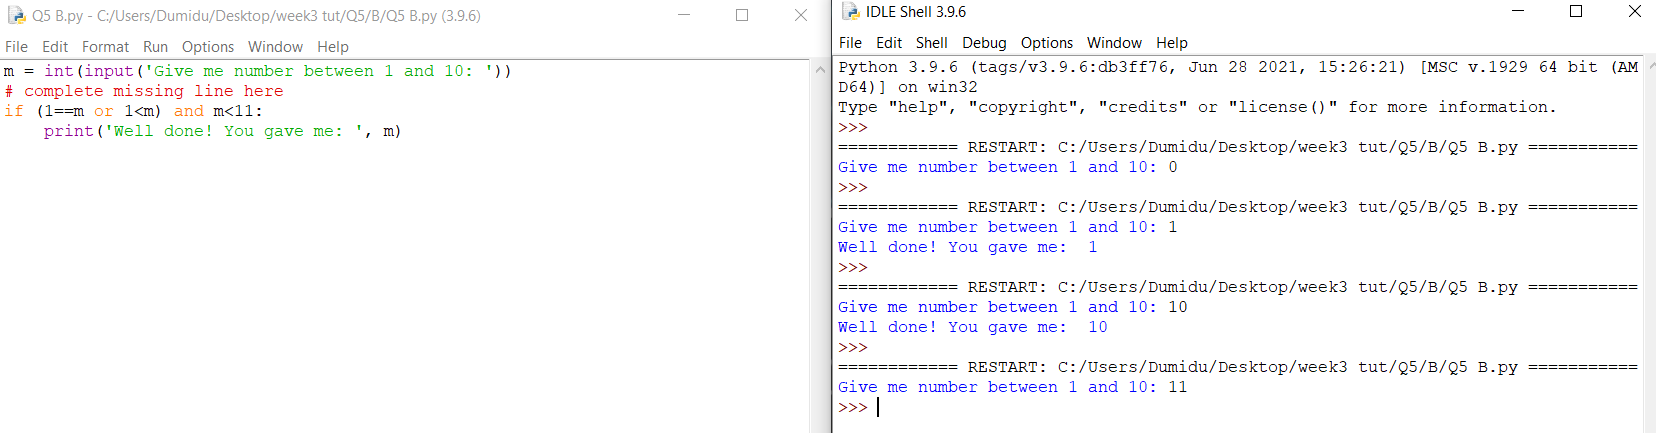 Q5 B.py - C:/Users/Dumidu/Desktop/week3 tut/Q5/B/Q5 B.py (3.9.6)
File Edit Format Run Options Window Help
m = int(input('Give me number between 1 and 10: '))
# complete missing line here
if (1==m or 1<m) and m<11:
    print('Well done! You gave me: ', m)
IDLE Shell 3.9.6
File Edit Shell Debug Options Window Help
Python 3.9.6 (tags/v3.9.6:db3ff76, Jun 28 2021, 15:26:21) [MSC v.1929 64 bit (AM
D64)] on win32
Type "help", "copyright", "credits" or "license()" for more information.
>>>
============ RESTART: C:/Users/Dumidu/Desktop/week3 tut/Q5/B/Q5 B.py ===========
Give me number between 1 and 10: 0
>>>
============ RESTART: C:/Users/Dumidu/Desktop/week3 tut/Q5/B/Q5 B.py ===========
Give me number between 1 and 10: 1
Well done! You gave me:  1
>>>
============ RESTART: C:/Users/Dumidu/Desktop/week3 tut/Q5/B/Q5 B.py ===========
Give me number between 1 and 10: 10
Well done! You gave me:  10
>>>
============ RESTART: C:/Users/Dumidu/Desktop/week3 tut/Q5/B/Q5 B.py ===========
Give me number between 1 and 10: 11
>>>